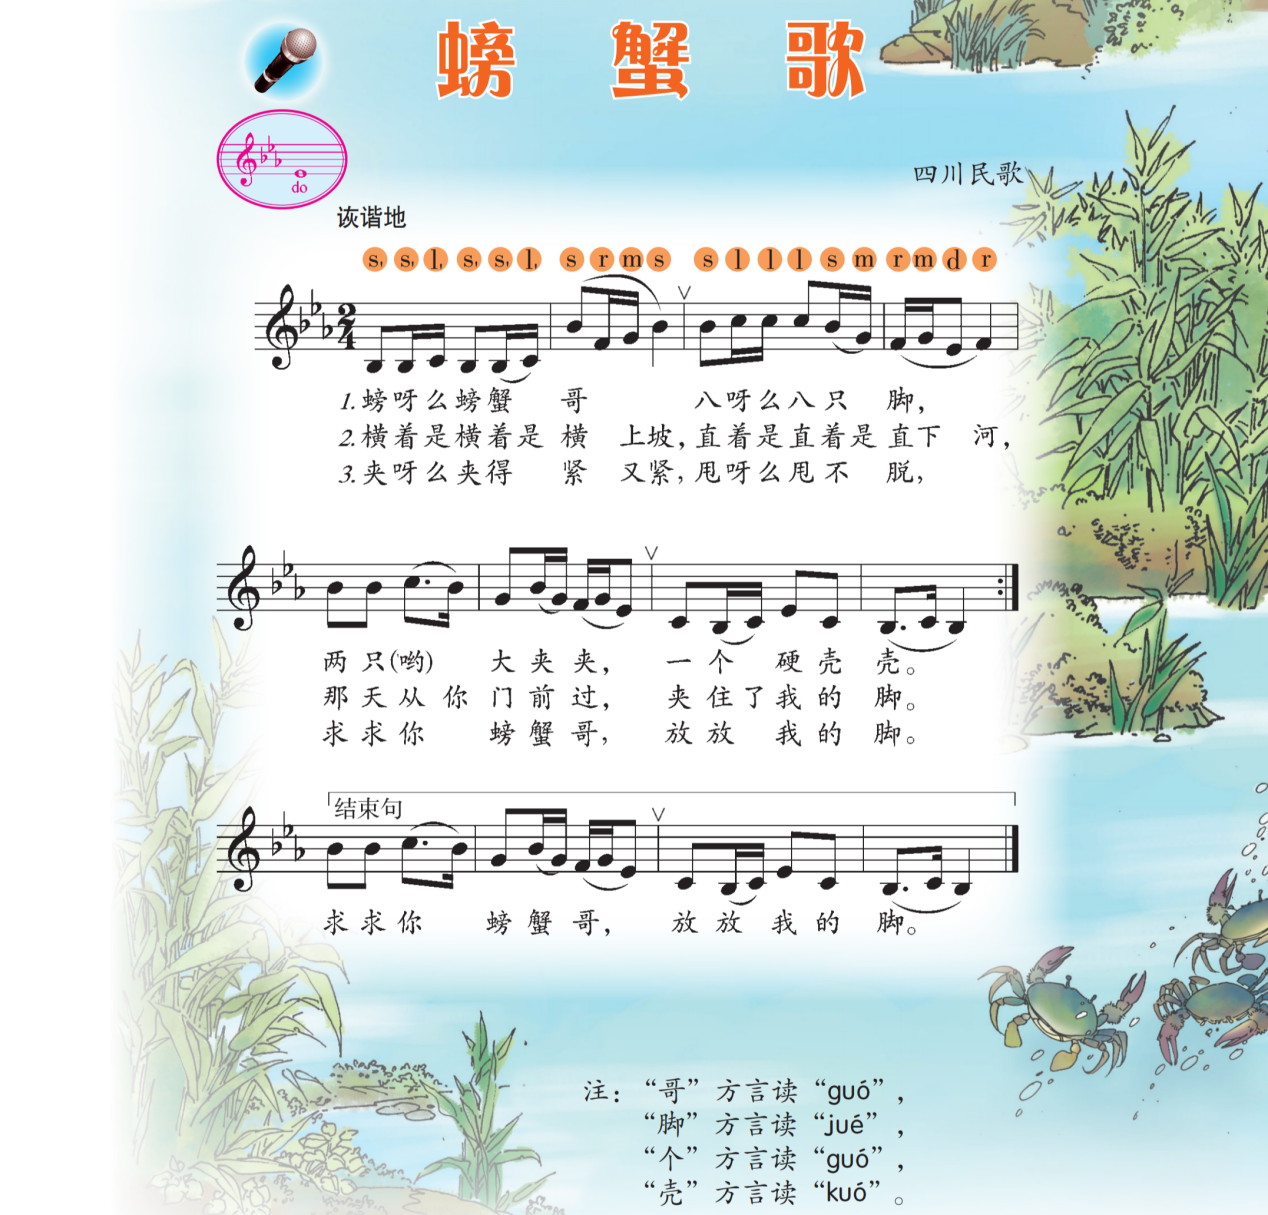 螃蟹歌
do
四川民歌
诙谐地
s, s, l, s, s, l, s r m s s l l l s m r m d r
2
4
1. 螃呀么螃蟹 哥 八呀么八只 脚，
2. 横着是横着是 横 上坡，直着是直着是 直下 河，
3. 夹呀么夹得 紧 又紧，甩呀么甩不 脱，
两只(哟) 大夹夹， 一个 硬壳 壳。
那天从你 门前过， 夹住了我的 脚。
求求你 螃蟹哥， 放放 我的 脚。
结束句
求求你 螃蟹哥， 放放 我的 脚。
注：“哥”方言读“guó”，
“脚”方言读“jué”，
“个”方言读“guó”，
“壳”方言读“kuó”。